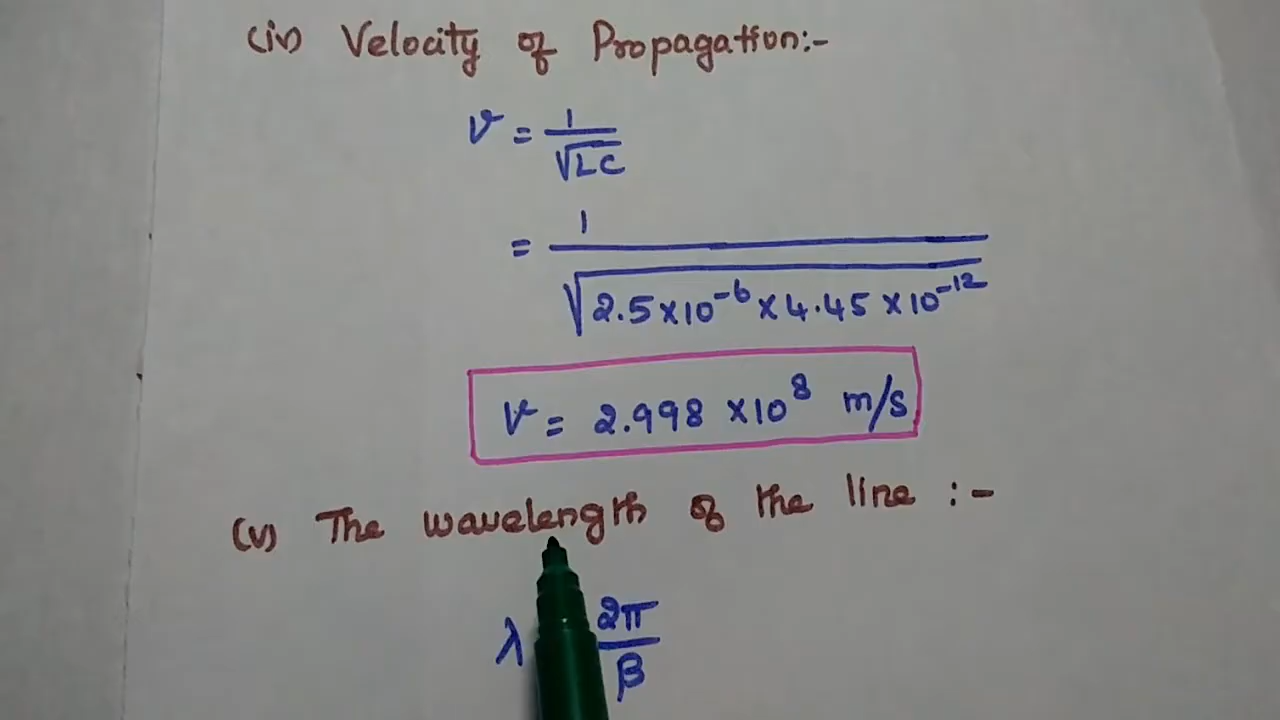 (iv) Velocity of Propagation:-
v = 1/√LC
= 1/√2.5×10⁻⁶×4.45×10⁻¹²
v = 2.998 ×10⁸ m/s
(v) The wavelength of the line :-
λ 2π/β